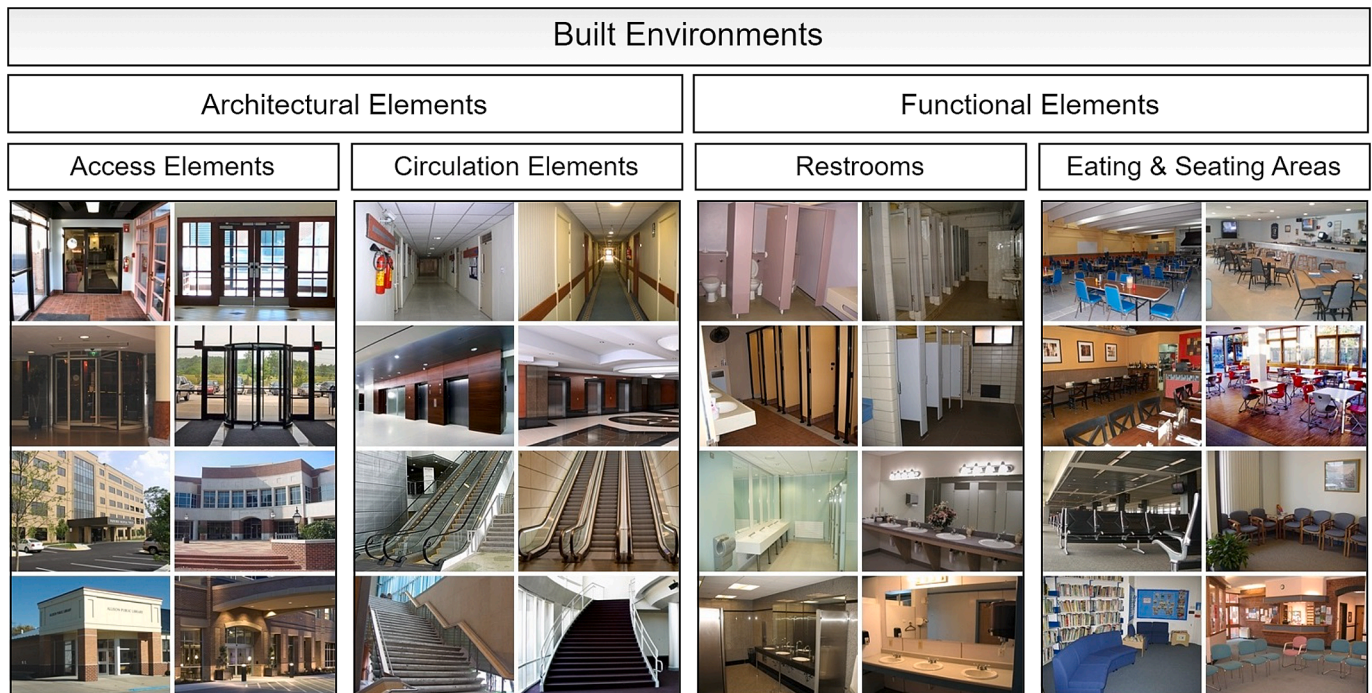 Built Environments
Architectural Elements
Functional Elements
Access Elements
Circulation Elements
Restrooms
Eating & Seating Areas